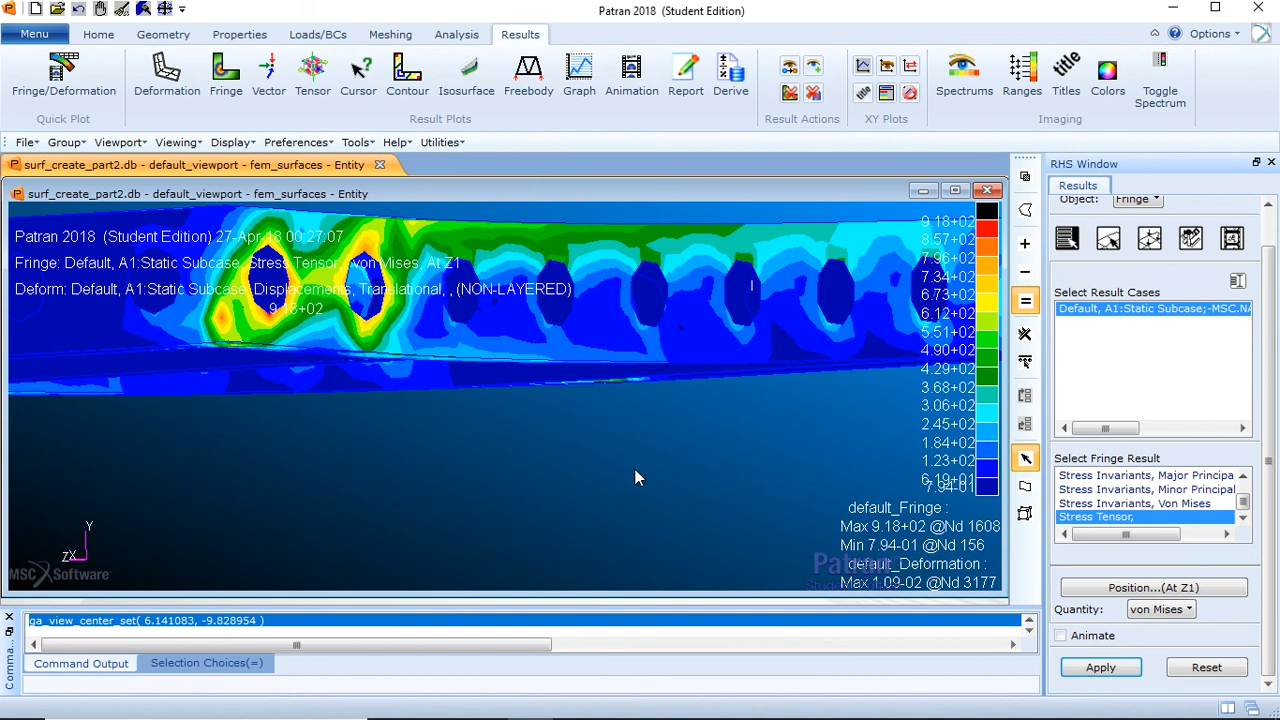 Patran 2018 (Student Edition)
Menu
Home
Geometry
Properties
Loads/BCs
Meshing
Analysis
Results
Options
Fringe/Deformation
Deformation
Fringe
Vector
Tensor
Cursor
Contour
Isosurface
Freebody
Graph
Animation
Report
Derive
Spectrums
Ranges
Titles
Colors
Toggle
Spectrum
Quick Plot
Result Plots
Result Actions
XY Plots
Imaging
File
Group
Viewport
Viewing
Display
Preferences
Tools
Help
Utilities
surf_create_part2.db - default_viewport - fem_surfaces - Entity
surf_create_part2.db - default_viewport - fem_surfaces - Entity
Patran 2018 (Student Edition) 27-Apr-18 00:27:07
Fringe: Default, A1:Static Subcase, Stress Tensor, , von Mises, At Z1
Deform: Default, A1:Static Subcase, Displacements, Translational, , (NON-LAYERED)
9.18+02
9.18+02
8.57+02
7.96+02
7.34+02
6.73+02
6.12+02
5.51+02
4.90+02
4.29+02
3.68+02
3.06+02
2.45+02
1.84+02
1.23+02
6.19+01
7.94-01
default_Fringe :
Max 9.18+02 @Nd 1608
Min 7.94-01 @Nd 156
default_Deformation :
Max 1.09-02 @Nd 3177
Patran
Y
Z
X
MSC Software
RHS Window
Results
Object:
Fringe
Select Result Cases
Default, A1:Static Subcase;-MSC.NA
Select Fringe Result
Stress Invariants, Major Principa
Stress Invariants, Minor Principal
Stress Invariants, Von Mises
Stress Tensor,
Position...(At Z1)
Quantity:
von Mises
Animate
Apply
Reset
Comma...
ga_view_center_set( 6.141083, -9.828954 )
Command Output
Selection Choices(=)